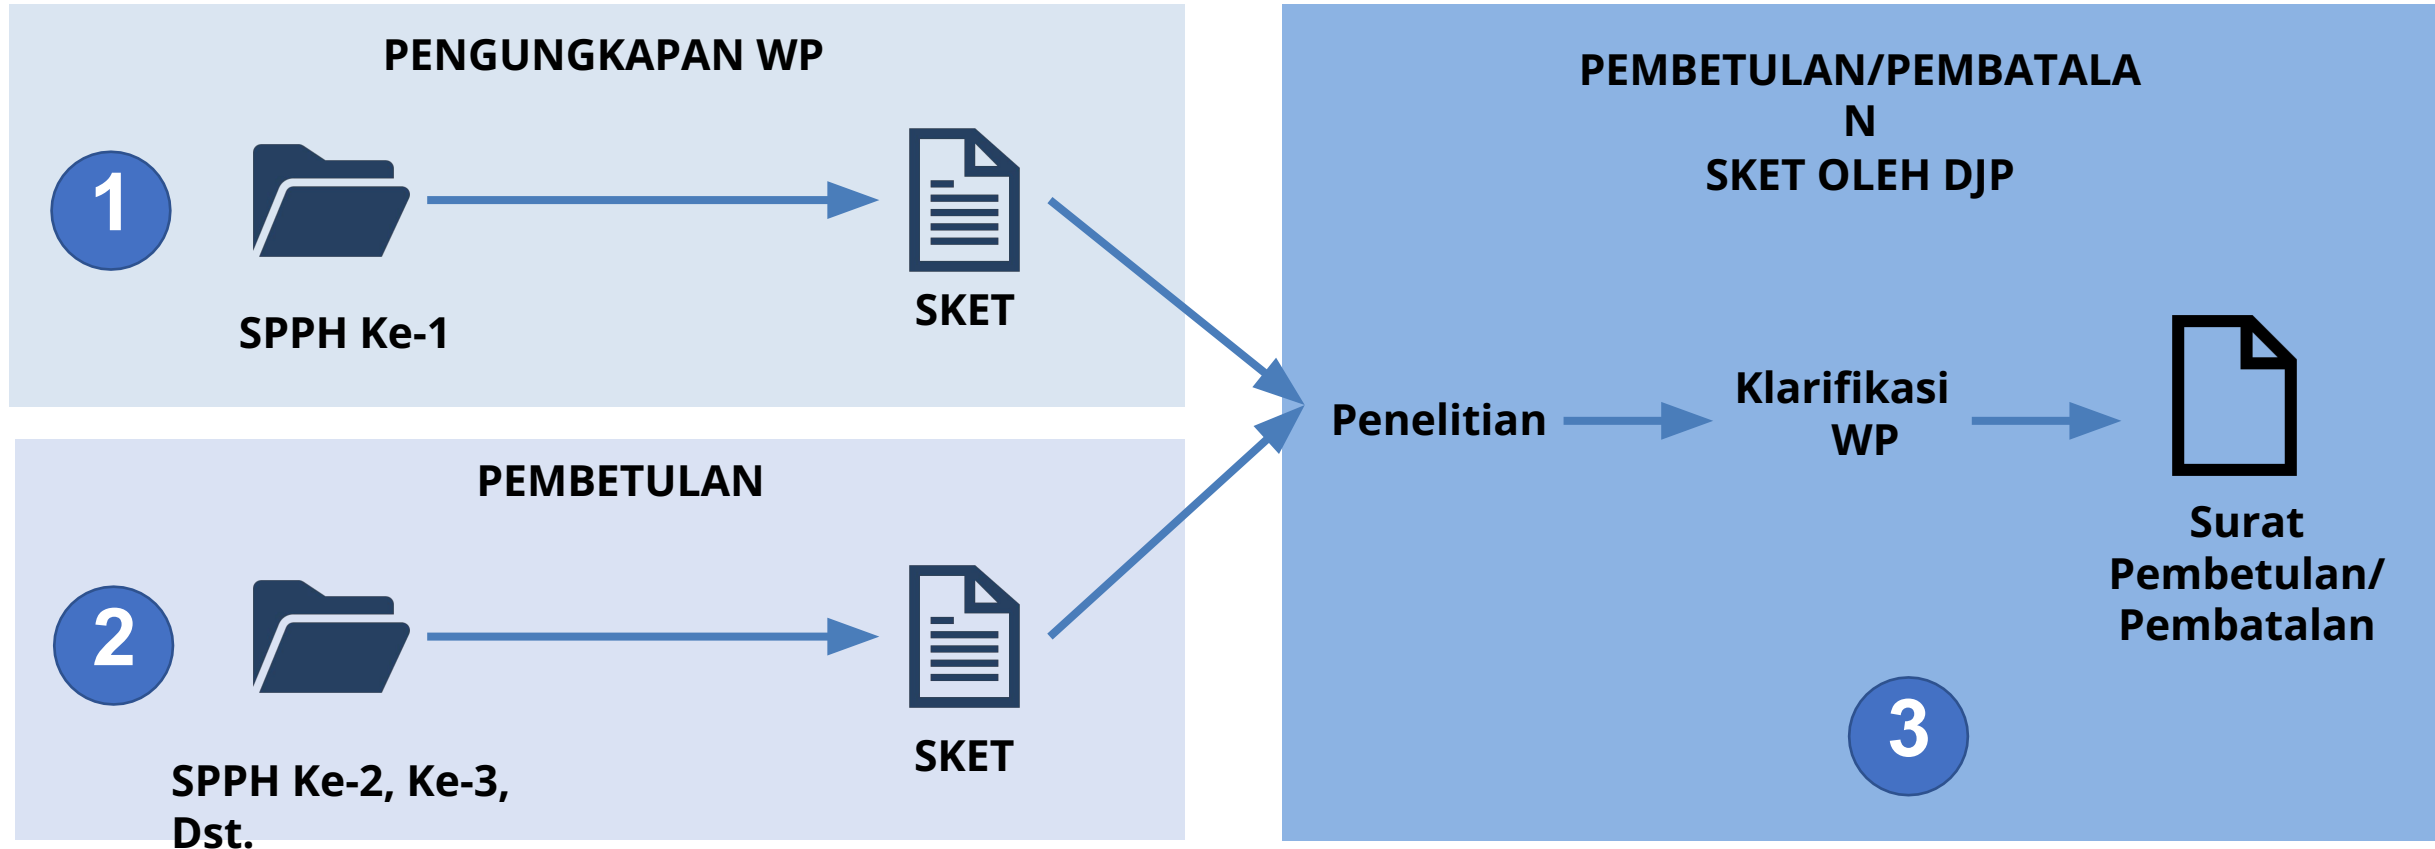 PENGUNGKAPAN WP
1
SPPH Ke-1
SKET
PEMBETULAN
2
SPPH Ke-2, Ke-3,
Dst.
SKET
PEMBETULAN/PEMBATALA
N
SKET OLEH DJP
Penelitian
Klarifikasi
WP
Surat
Pembetulan/
Pembatalan
3